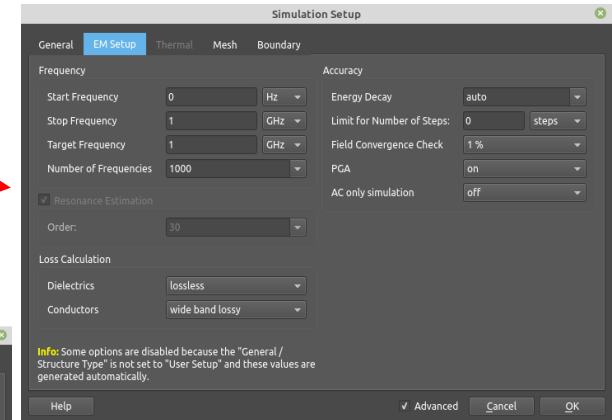 Simulation Setup
General EM Setup Thermal Mesh Boundary
Frequency
Start Frequency 0 Hz
Stop Frequency 1 GHz
Target Frequency 1 GHz
Number of Frequencies 1000
Resonance Estimation
Order: 30
Loss Calculation
Dielectrics lossless
Conductors wide band lossy
Accuracy
Energy Decay auto
Limit for Number of Steps: 0 steps
Field Convergence Check 1 %
PGA on
AC only simulation off
Info: Some options are disabled because the "General /
Structure Type" is not set to "User Setup" and these values are
generated automatically.
Help Advanced Cancel OK